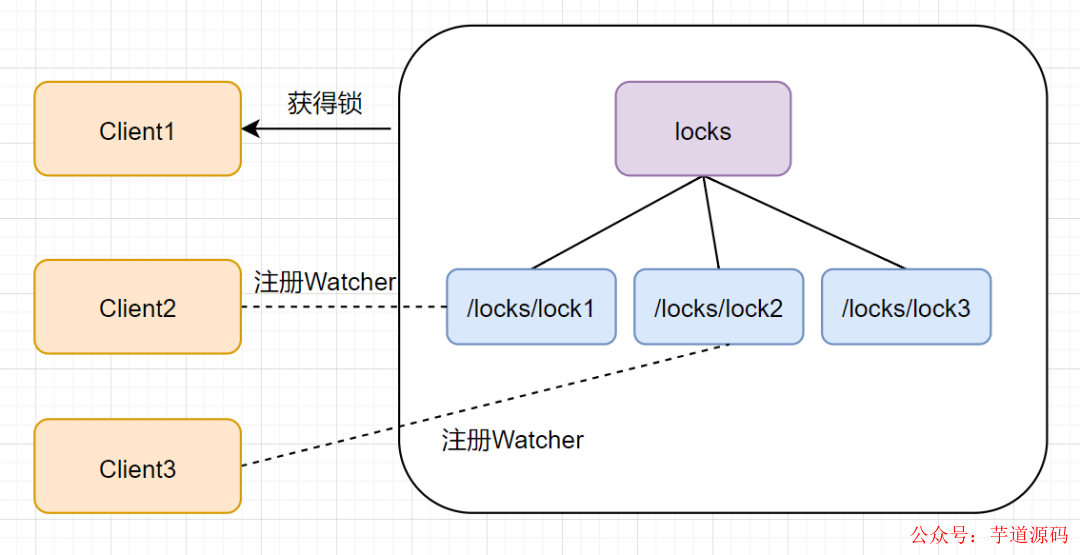 获得锁
Client1
locks
注册Watcher
Client2
/locks/lock1
/locks/lock2
/locks/lock3
注册Watcher
Client3
公众号：芋道源码